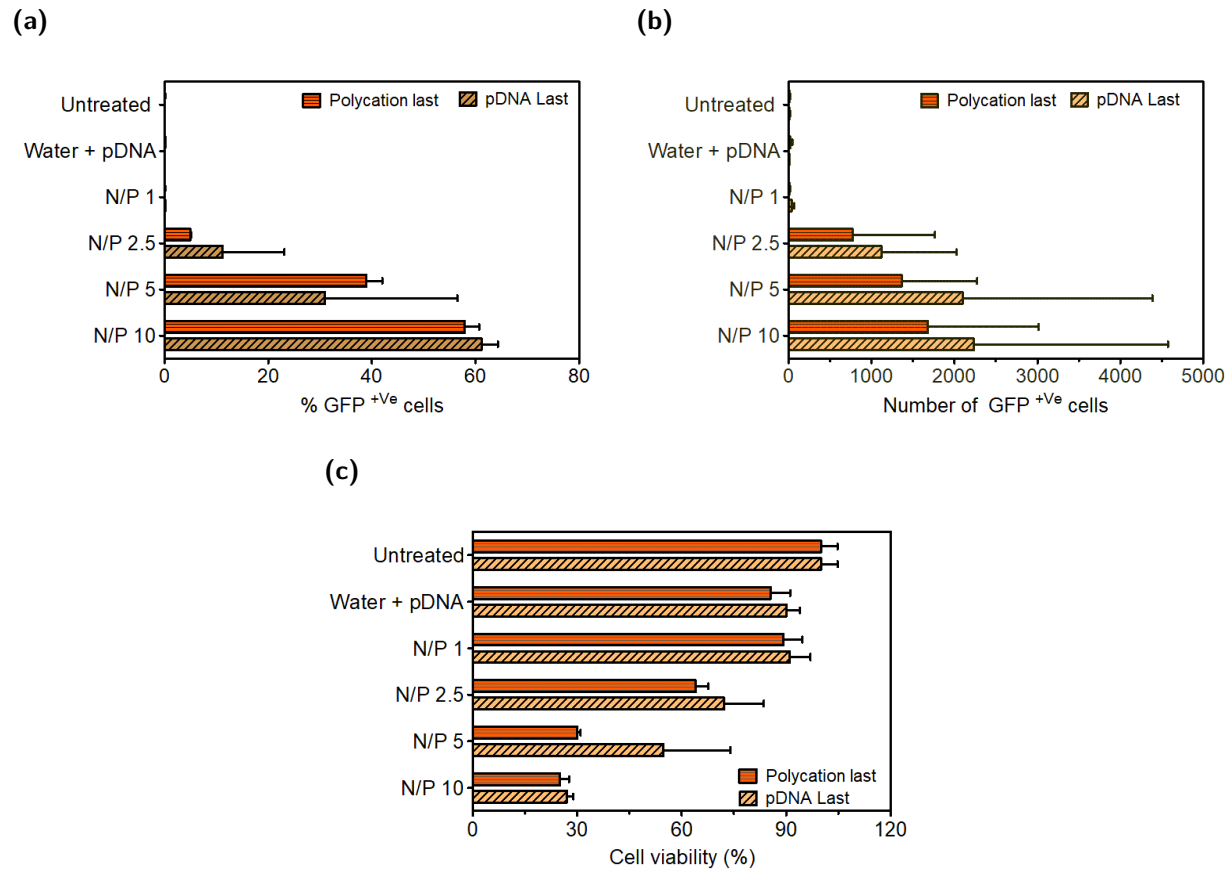 (a)
Polycation last
pDNA Last
Untreated
Water + pDNA
N/P 1
N/P 2.5
N/P 5
N/P 10
0 20 40 60 80
% GFP +Ve cells
(b)
Polycation last
pDNA Last
Untreated
Water + pDNA
N/P 1
N/P 2.5
N/P 5
N/P 10
0 1000 2000 3000 4000 5000
Number of GFP +Ve cells
(c)
Untreated
Water + pDNA
N/P 1
N/P 2.5
N/P 5
N/P 10
Polycation last
pDNA Last
0 30 60 90 120
Cell viability (%)